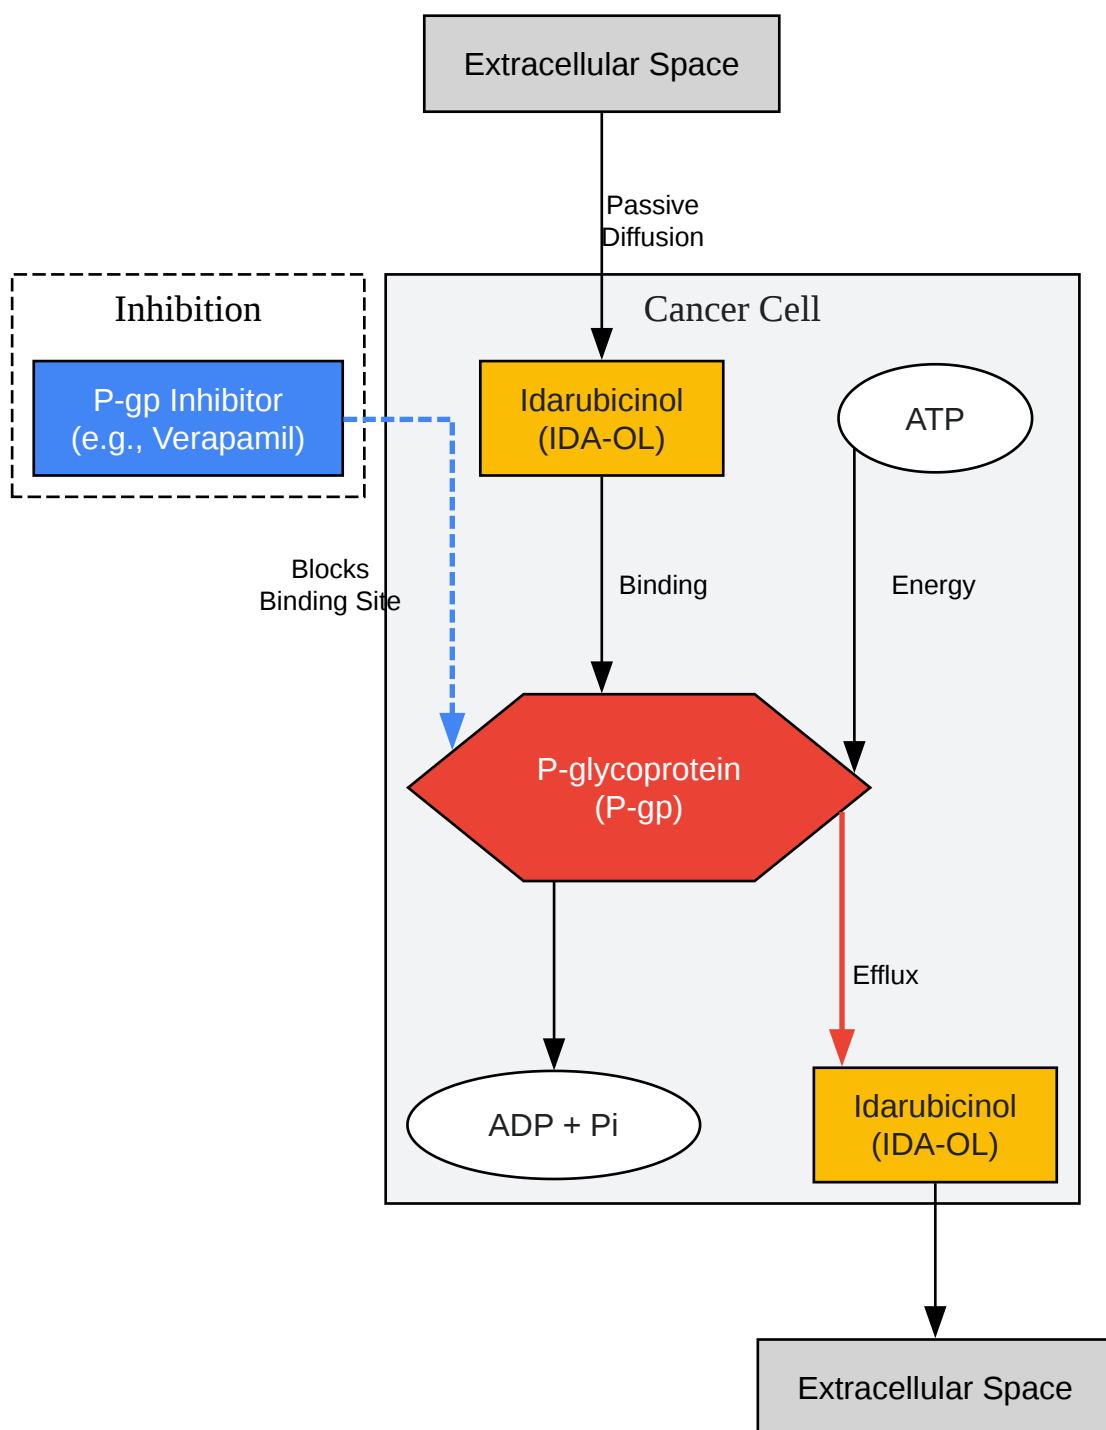 Extracellular Space
Passive
Diffusion
Inhibition
Cancer Cell
P-gp Inhibitor
(e.g., Verapamil)
Idarubicinol
(IDA-OL)
ATP
Blocks
Binding Site
Binding
Energy
P-glycoprotein
(P-gp)
Efflux
ADP + Pi
Idarubicinol
(IDA-OL)
Extracellular Space